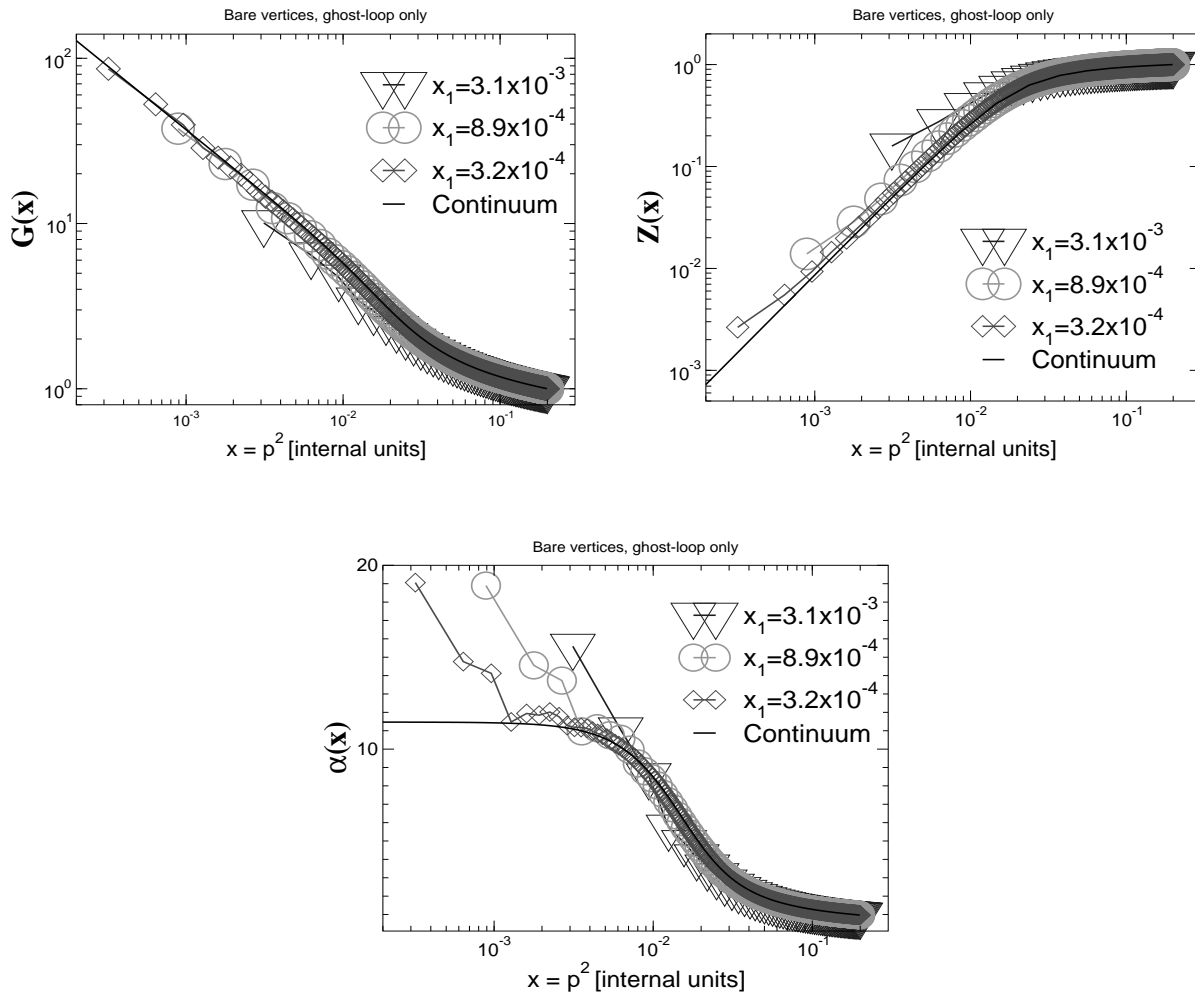 Bare vertices, ghost-loop only
G(x)
10^2
10^1
10^0
x_1=3.1x10^-3
x_1=8.9x10^-4
x_1=3.2x10^-4
Continuum
10^-3 10^-2 10^-1
x = p^2 [internal units]
Bare vertices, ghost-loop only
Z(x)
10^0
10^-1
10^-2
10^-3
x_1=3.1x10^-3
x_1=8.9x10^-4
x_1=3.2x10^-4
Continuum
10^-3 10^-2 10^-1
x = p^2 [internal units]
Bare vertices, ghost-loop only
α(x)
20
10
x_1=3.1x10^-3
x_1=8.9x10^-4
x_1=3.2x10^-4
Continuum
10^-3 10^-2 10^-1
x = p^2 [internal units]